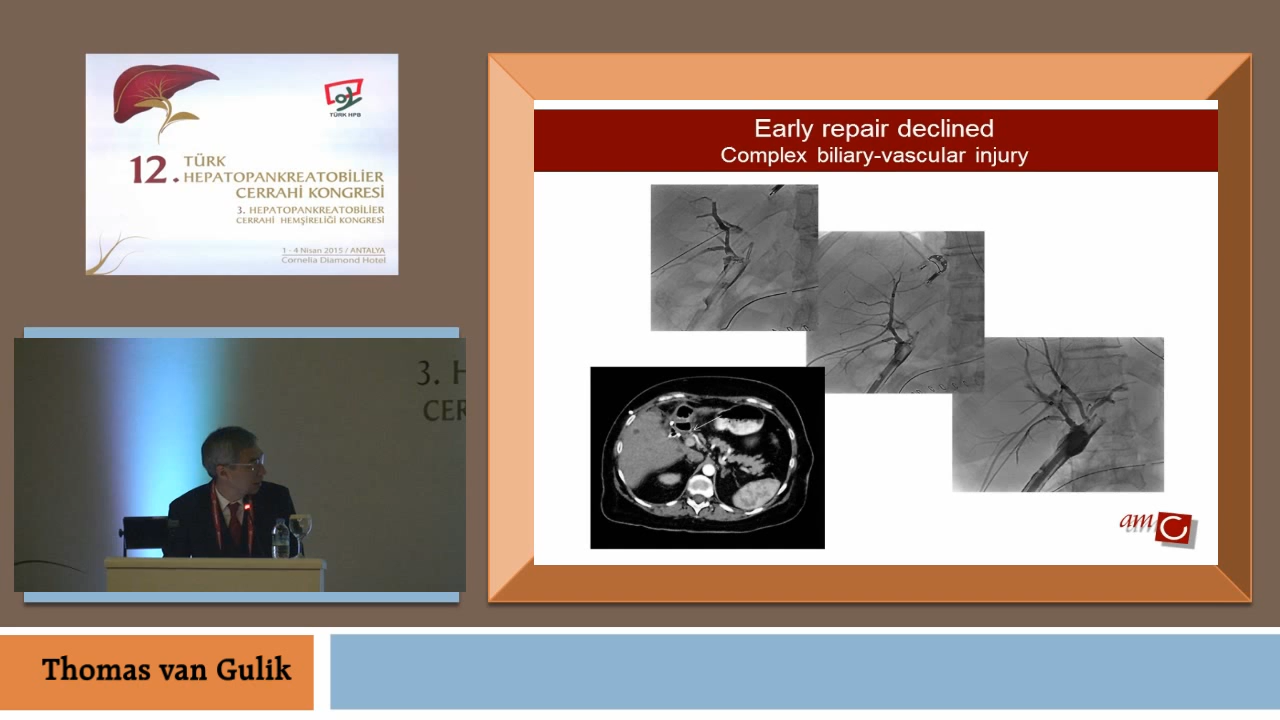 TÜRK HPB
12. TÜRK
HEPATOPANKREATOBİLİER
CERRAHİ KONGRESİ
3. HEPATOPANKREATOBİLİER
CERRAHİ HEMŞİRELİĞİ KONGRESİ
1 - 4 Nisan 2015 / ANTALYA
Cornelia Diamond Hotel
3. H
CER
Early repair declined
Complex biliary-vascular injury
amc
Thomas van Gulik